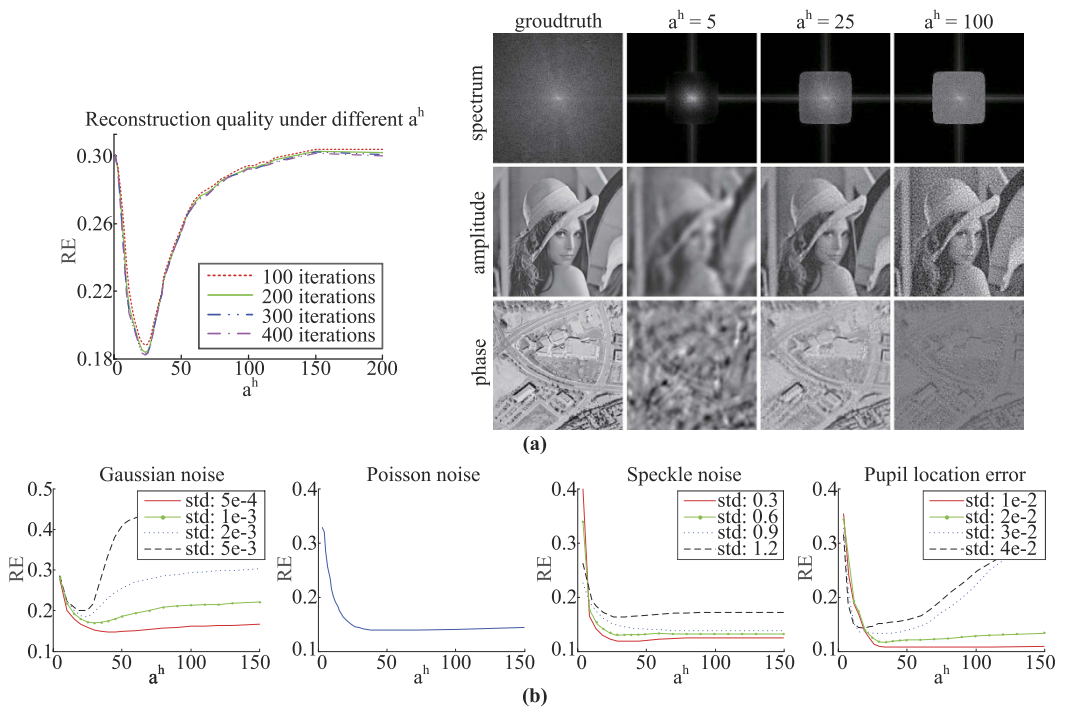 groudtruth
a^h = 5
a^h = 25
a^h = 100
spectrum
amplitude
phase
Reconstruction quality under different a^h
RE
0.30
0.26
0.22
0.18
0
50
100
150
200
a^h
100 iterations
200 iterations
300 iterations
400 iterations
(a)
Gaussian noise
RE
0.5
0.4
0.3
0.2
0.1
0
50
100
150
a^h
std: 5e-4
std: 1e-3
std: 2e-3
std: 5e-3
Poisson noise
0.4
0.3
0.2
0.1
0
50
100
150
a^h
Speckle noise
RE
0.4
0.3
0.2
0.1
0
50
100
150
a^h
std: 0.3
std: 0.6
std: 0.9
std: 1.2
Pupil location error
RE
0.4
0.3
0.2
0.1
0
50
100
150
a^h
std: 1e-2
std: 2e-2
std: 3e-2
std: 4e-2
(b)